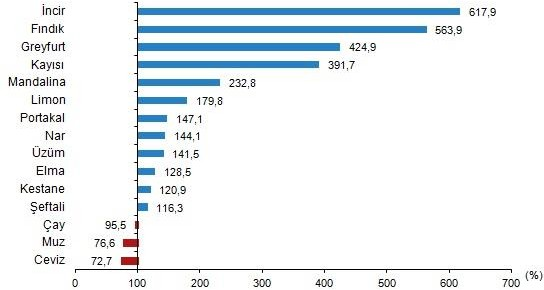 İncir 617,9
Fındık 563,9
Greyfurt 424,9
Kayısı 391,7
Mandalina 232,8
Limon 179,8
Portakal 147,1
Nar 144,1
Üzüm 141,5
Elma 128,5
Kestane 120,9
Şeftali 116,3
Çay 95,5
Muz 76,6
Ceviz 72,7
0 100 200 300 400 500 600 700 (%)